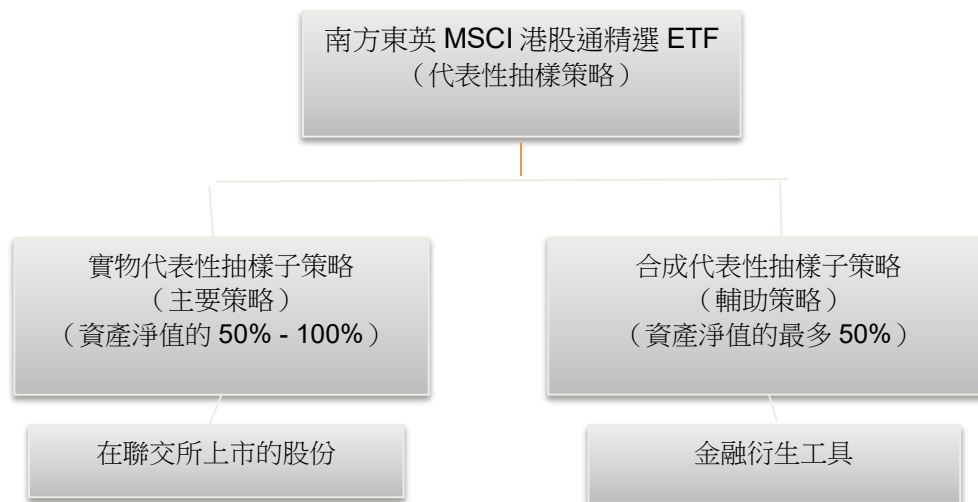 南方東英 MSCI 港股通精選 ETF
（代表性抽樣策略）
實物代表性抽樣子策略
（主要策略）
（資產淨值的 50% - 100%）
合成代表性抽樣子策略
（輔助策略）
（資產淨值的最多 50%）
在聯交所上市的股份
金融衍生工具